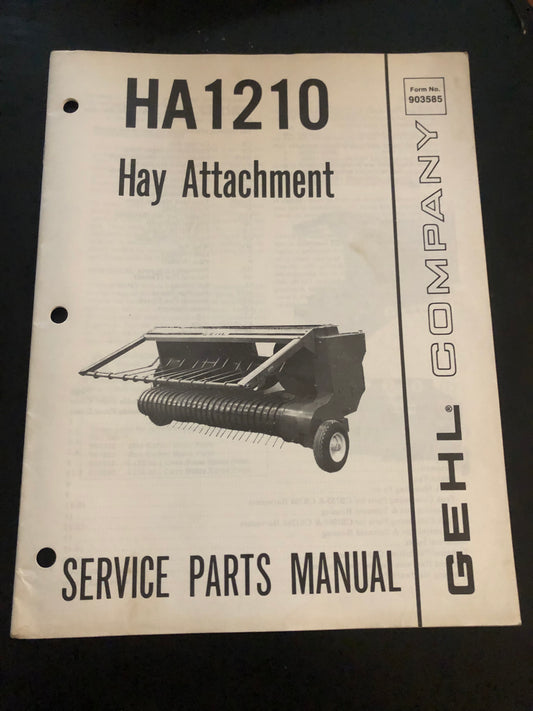 HA1210
Hay Attachment
Form No.
903585
GEHL® COMPANY
SERVICE PARTS MANUAL